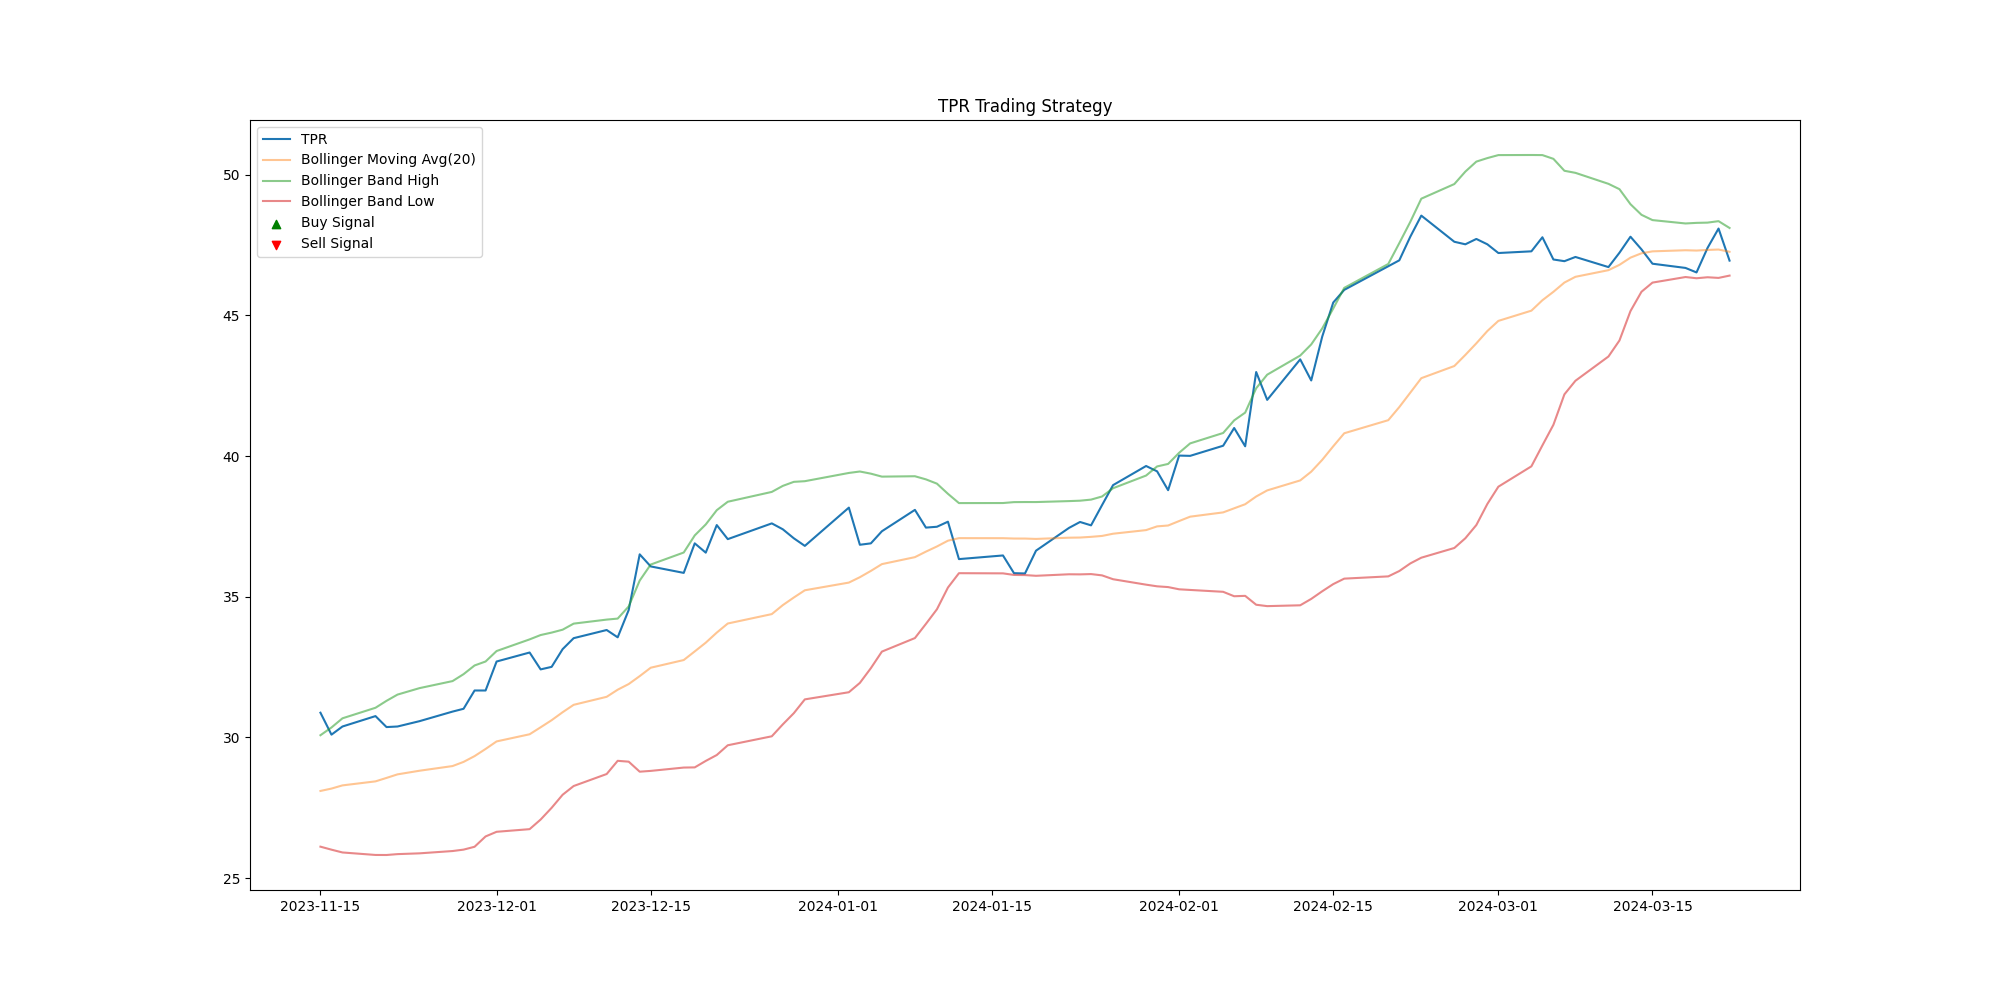 TPR Trading Strategy
TPR
Bollinger Moving Avg(20)
Bollinger Band High
Bollinger Band Low
Buy Signal
Sell Signal
50
45
40
35
30
25
2023-11-15 2023-12-01 2023-12-15 2024-01-01 2024-01-15 2024-02-01 2024-02-15 2024-03-01 2024-03-15